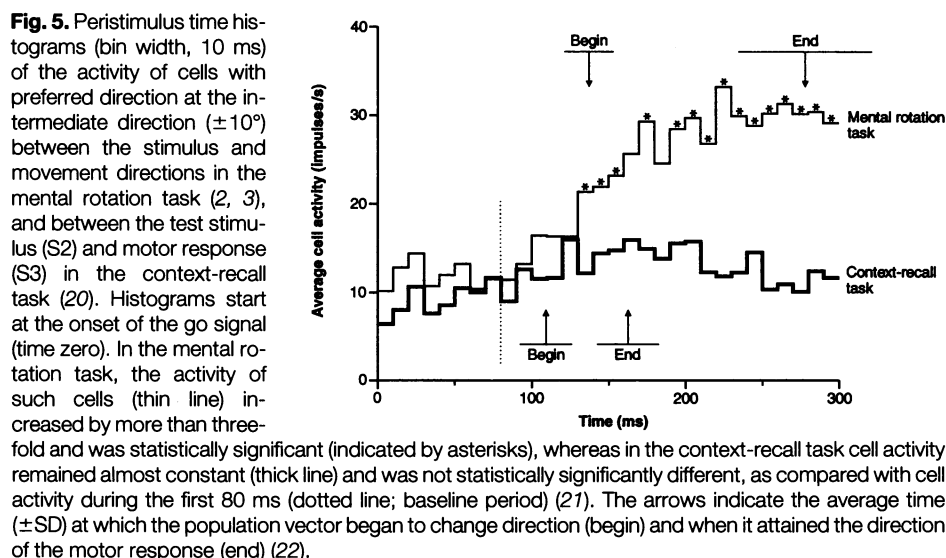 Fig. 5. Peristimulus time his-
tograms (bin width, 10 ms)
of the activity of cells with
preferred direction at the in-
termediate direction (±10°)
between the stimulus and
movement directions in the
mental rotation task (2, 3),
and between the test stimu-
lus (S2) and motor response
(S3) in the context-recall
task (20). Histograms start
at the onset of the go signal
(time zero). In the mental ro-
tation task, the activity of
such cells (thin line) in-
creased by more than three-
fold and was statistically significant (indicated by asterisks), whereas in the context-recall task cell activity
remained almost constant (thick line) and was not statistically significantly different, as compared with cell
activity during the first 80 ms (dotted line; baseline period) (21). The arrows indicate the average time
(±SD) at which the population vector began to change direction (begin) and when it attained the direction
of the motor response (end) (22).
Average cell activity (impulses/s)
40
30
20
10
0
Begin
End
* * * * * * * * * * * * * * *
Mental rotation
task
Context-recall
task
Begin
End
0
100
200
300
Time (ms)